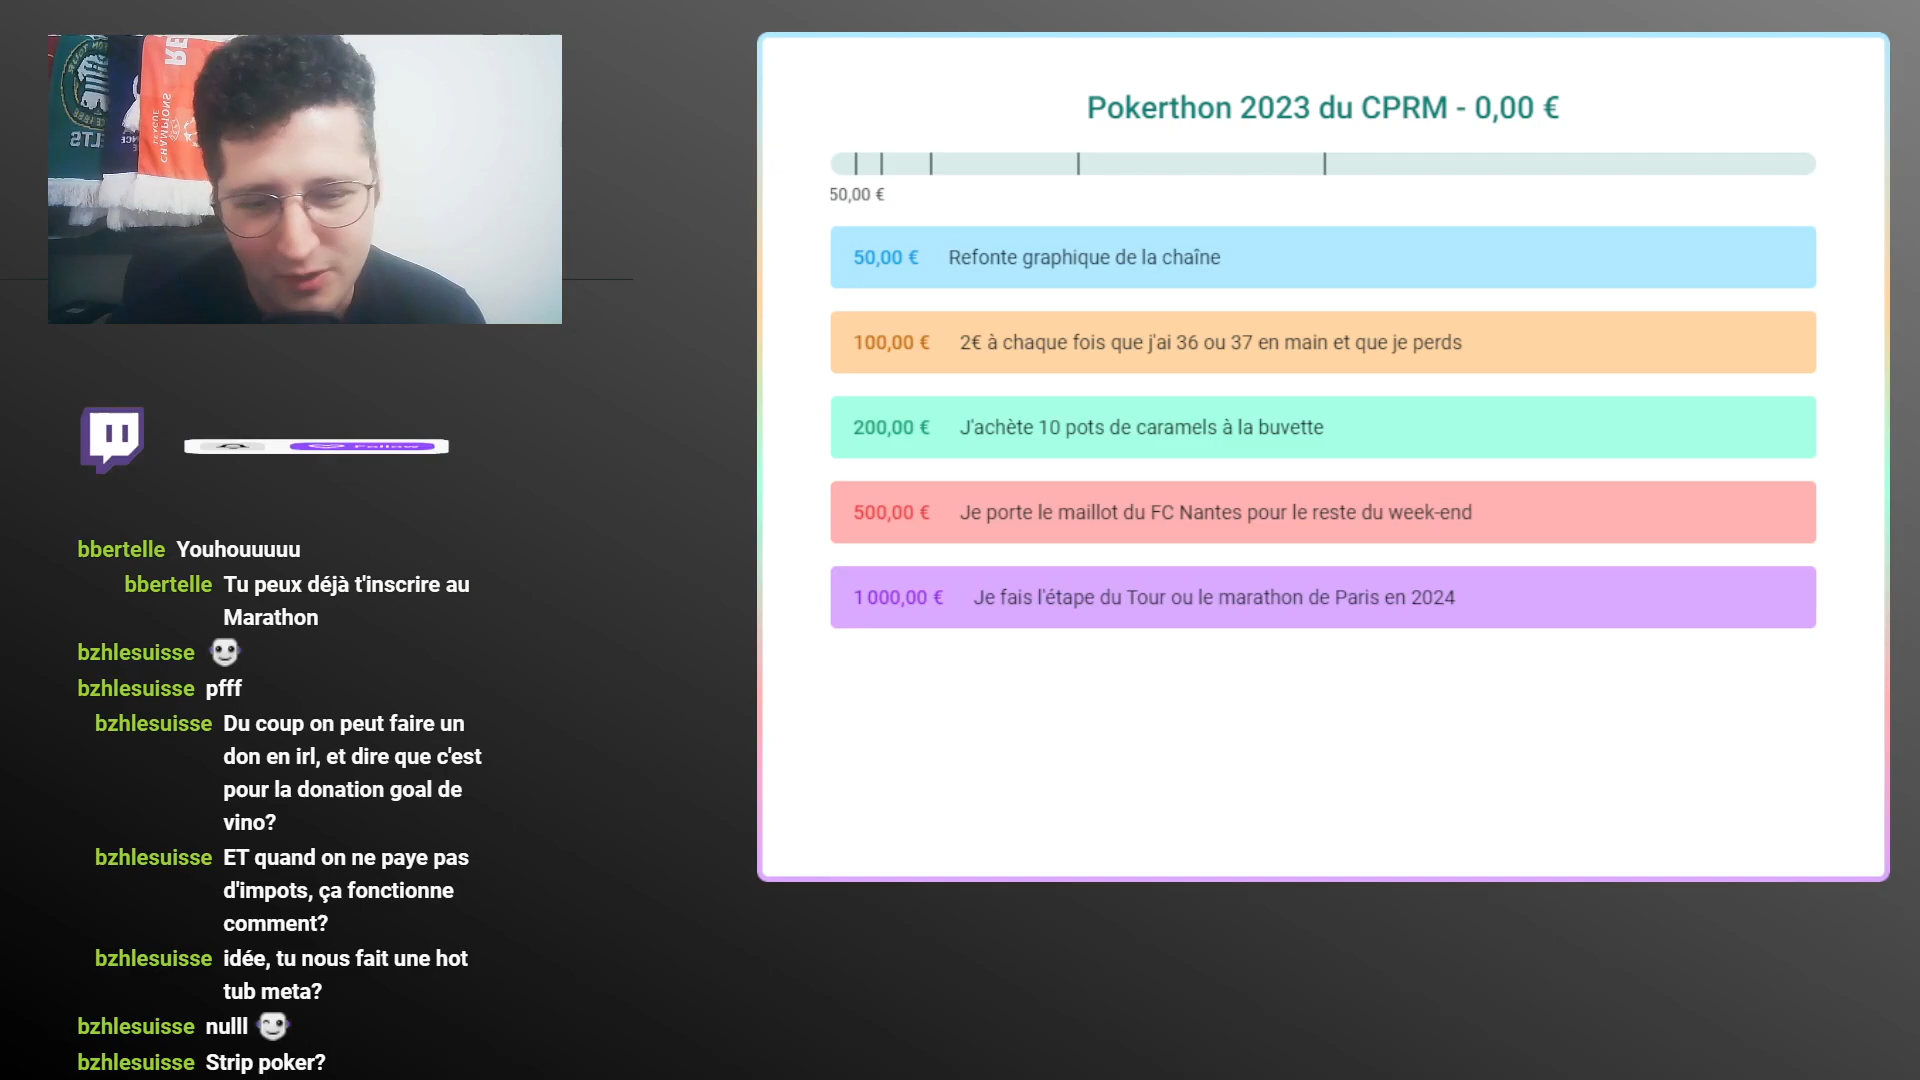 Pokerthon 2023 du CPRM - 0,00 €
50,00 €
50,00 € Refonte graphique de la chaîne
100,00 € 2€ à chaque fois que j'ai 36 ou 37 en main et que je perds
200,00 € J'achète 10 pots de caramels à la buvette
500,00 € Je porte le maillot du FC Nantes pour le reste du week-end
1 000,00 € Je fais l'étape du Tour ou le marathon de Paris en 2024
Follow
bbertelle Youhouuuuu
bbertelle Tu peux déjà t'inscrire au
Marathon
bzhlesuisse
bzhlesuisse pfff
bzhlesuisse Du coup on peut faire un
don en irl, et dire que c'est
pour la donation goal de
vino?
bzhlesuisse ET quand on ne paye pas
d'impots, ça fonctionne
comment?
bzhlesuisse idée, tu nous fait une hot
tub meta?
bzhlesuisse nulll
bzhlesuisse Strip poker?